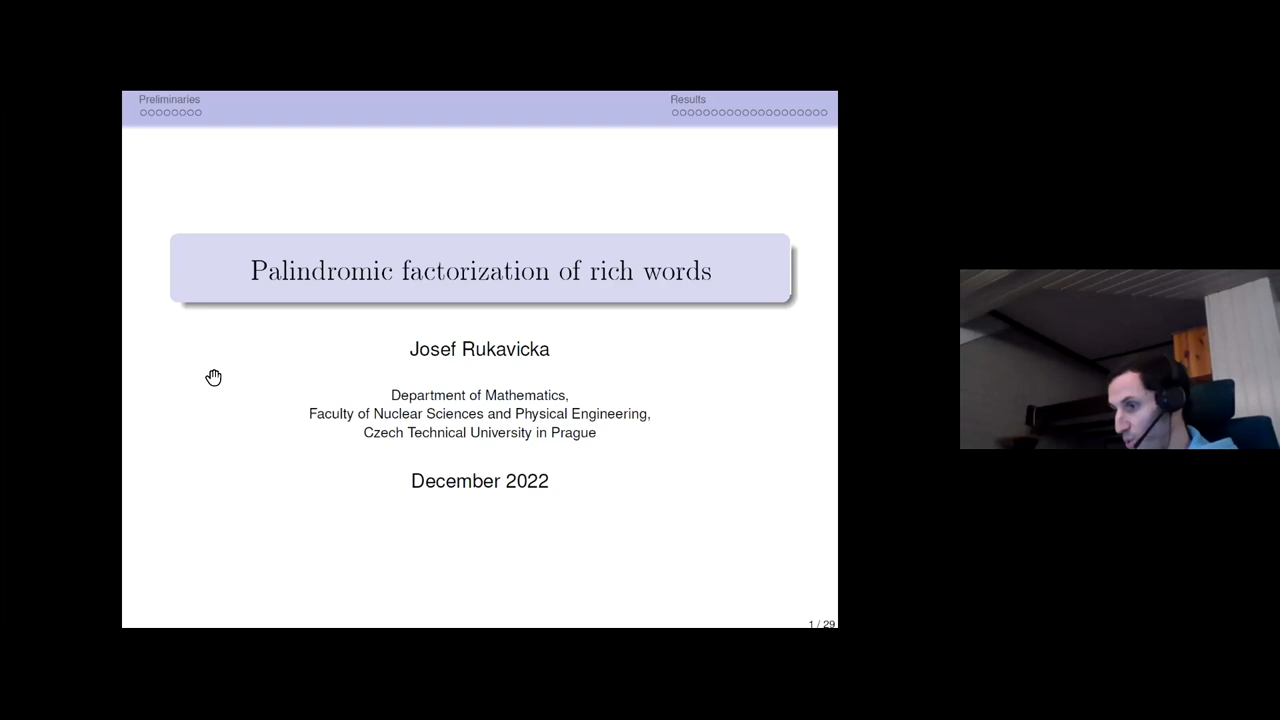 Preliminaries
Results
Palindromic factorization of rich words
Josef Rukavicka
Department of Mathematics,
Faculty of Nuclear Sciences and Physical Engineering,
Czech Technical University in Prague
December 2022
1 / 29